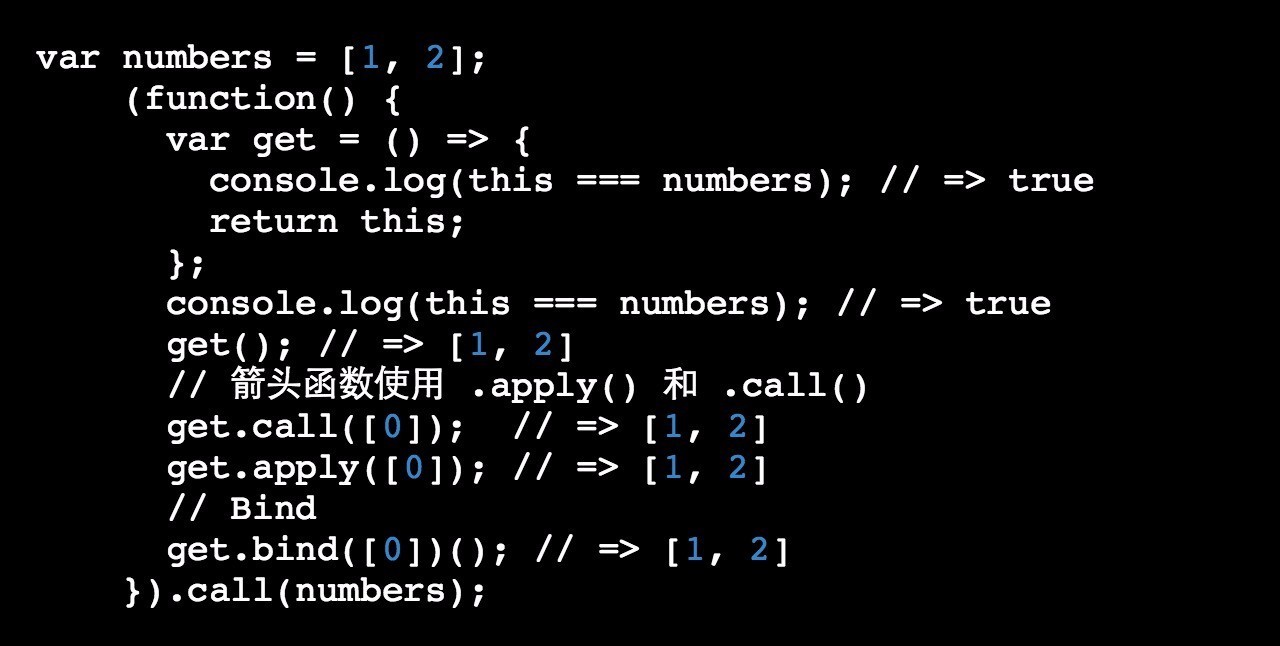 var numbers = [1, 2];
(function() {
var get = () => {
console.log(this === numbers); // => true
return this;
};
console.log(this === numbers); // => true
get(); // => [1, 2]
// 箭头函数使用 .apply() 和 .call()
get.call([0]);  // => [1, 2]
get.apply([0]); // => [1, 2]
// Bind
get.bind([0])(); // => [1, 2]
}).call(numbers);